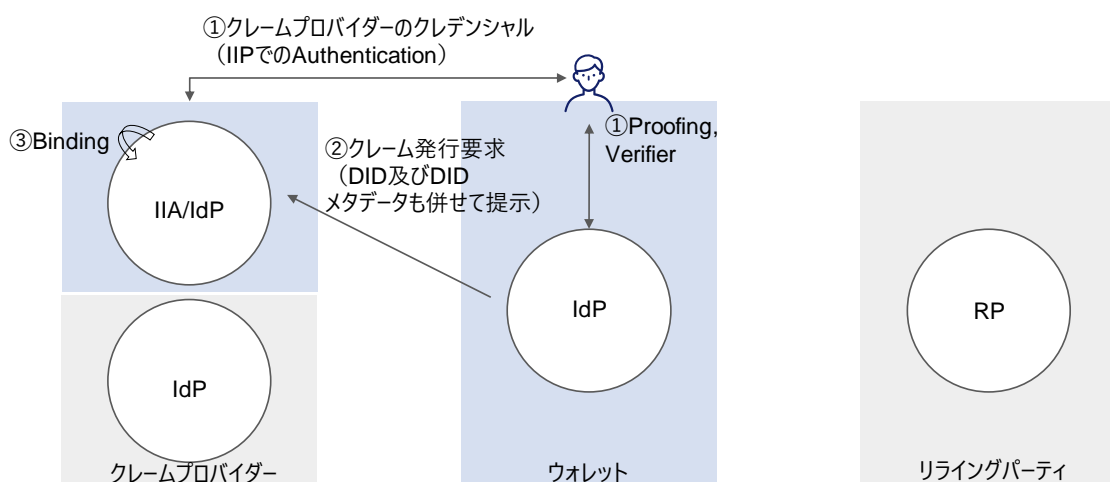 ①クレームプロバイダーのクレデンシャル
（IIPでのAuthentication）
①Proofing,
Verifier
③Binding
②クレーム発行要求
（DID及びDID
メタデータも併せて提示）
IIA/IdP
IdP
RP
IdP
クレームプロバイダー
ウォレット
リライングパーティ